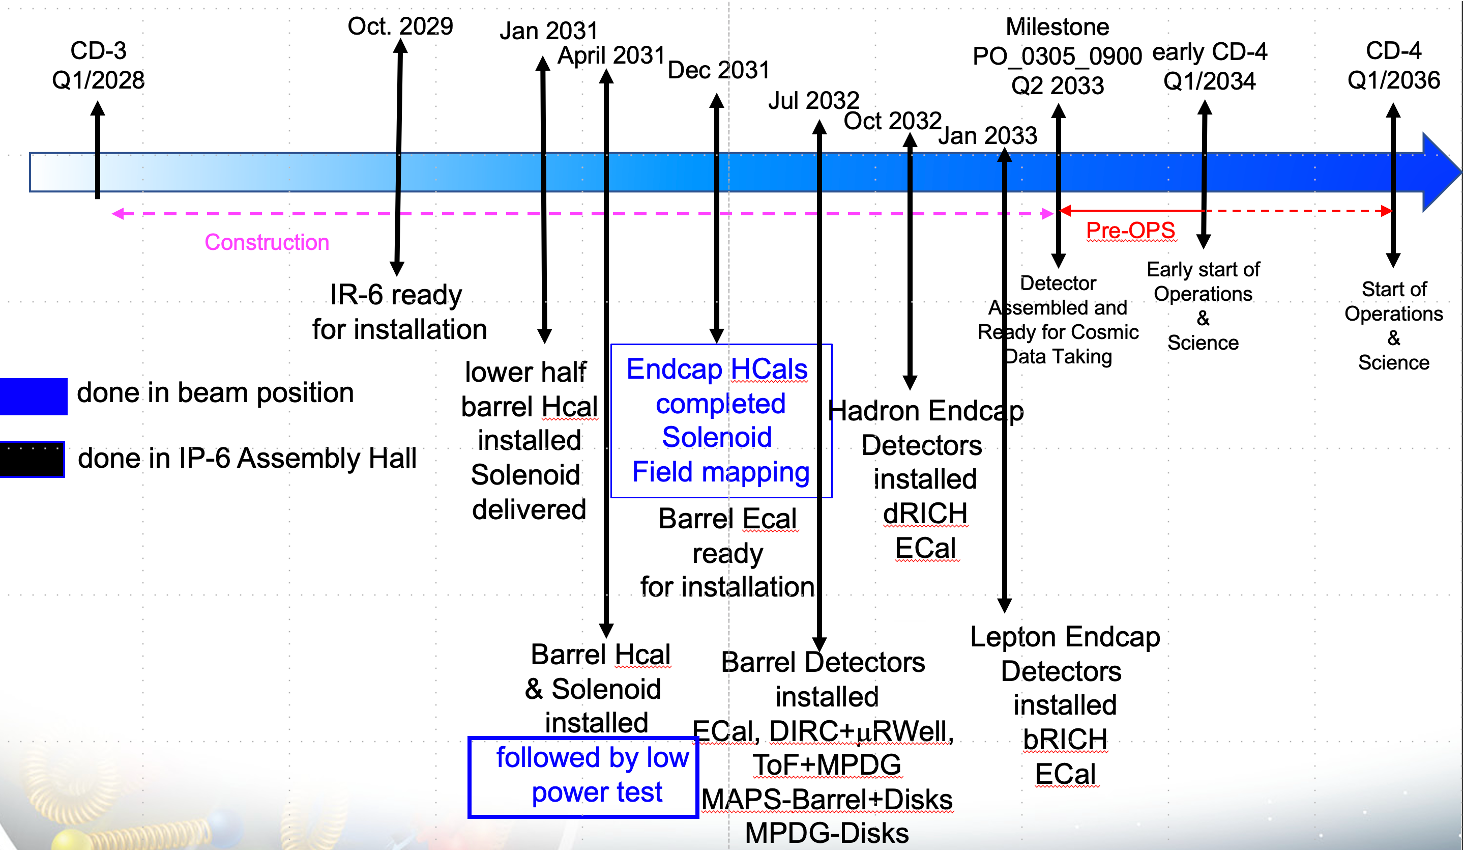 CD-3
Q1/2028
Oct. 2029
Jan 2031
April 2031
Dec 2031
Jul 2032
Oct 2032
Jan 2033
Milestone
PO_0305_0900
Q2 2033
early CD-4
Q1/2034
CD-4
Q1/2036
Construction
Pre-OPS
IR-6 ready
for installation
lower half
barrel Hcal
installed
Solenoid
delivered
Endcap HCals
completed
Solenoid
Field mapping
Barrel Ecal
ready
for installation
Hadron Endcap
Detectors
installed
dRICH
ECal
Detector
Assembled and
Ready for Cosmic
Data Taking
Early start of
Operations
&
Science
Start of
Operations
&
Science
done in beam position
done in IP-6 Assembly Hall
Barrel Hcal
& Solenoid
installed
followed by low
power test
Barrel Detectors
installed
ECal, DIRC+μRWell,
ToF+MPDG
MAPS-Barrel+Disks
MPDG-Disks
Lepton Endcap
Detectors
installed
bRICH
ECal